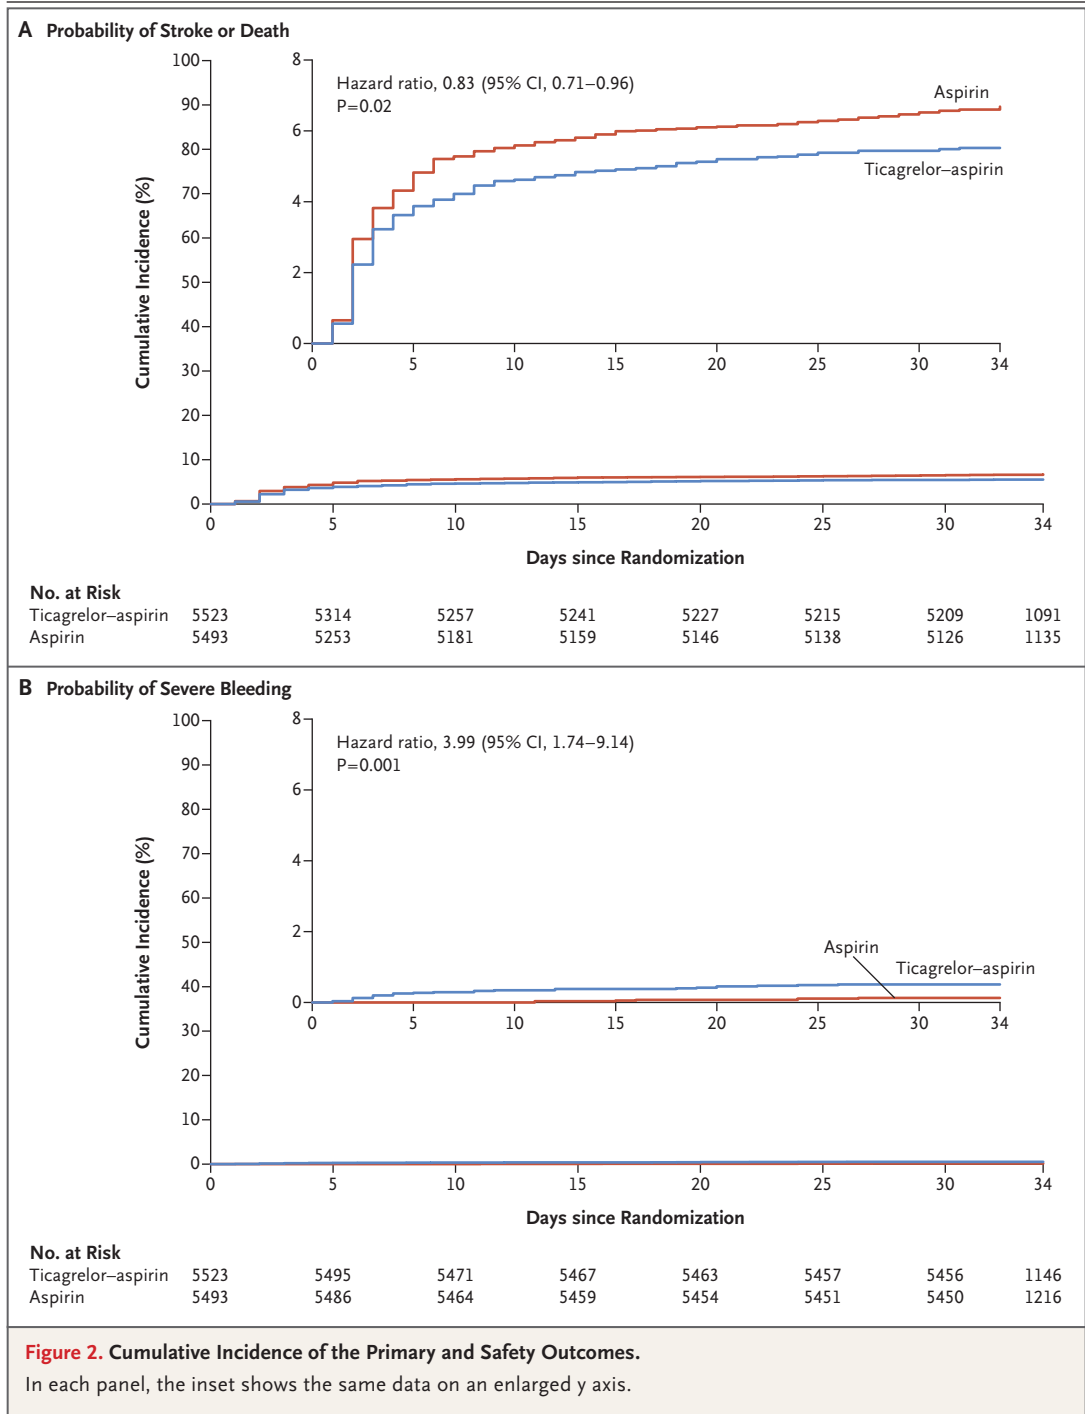 A Probability of Stroke or Death
100
90
80
70
60
50
40
30
20
10
0
Cumulative Incidence (%)
8
6
4
2
0
Hazard ratio, 0.83 (95% CI, 0.71–0.96)
P=0.02
Aspirin
Ticagrelor–aspirin
0 5 10 15 20 25 30 34
0 5 10 15 20 25 30 34
Days since Randomization
No. at Risk
Ticagrelor–aspirin 5523 5314 5257 5241 5227 5215 5209 1091
Aspirin 5493 5253 5181 5159 5146 5138 5126 1135
B Probability of Severe Bleeding
100
90
80
70
60
50
40
30
20
10
0
Cumulative Incidence (%)
8
6
4
2
0
Hazard ratio, 3.99 (95% CI, 1.74–9.14)
P=0.001
Aspirin
Ticagrelor–aspirin
0 5 10 15 20 25 30 34
0 5 10 15 20 25 30 34
Days since Randomization
No. at Risk
Ticagrelor–aspirin 5523 5495 5471 5467 5463 5457 5456 1146
Aspirin 5493 5486 5464 5459 5454 5451 5450 1216
Figure 2. Cumulative Incidence of the Primary and Safety Outcomes.
In each panel, the inset shows the same data on an enlarged y axis.